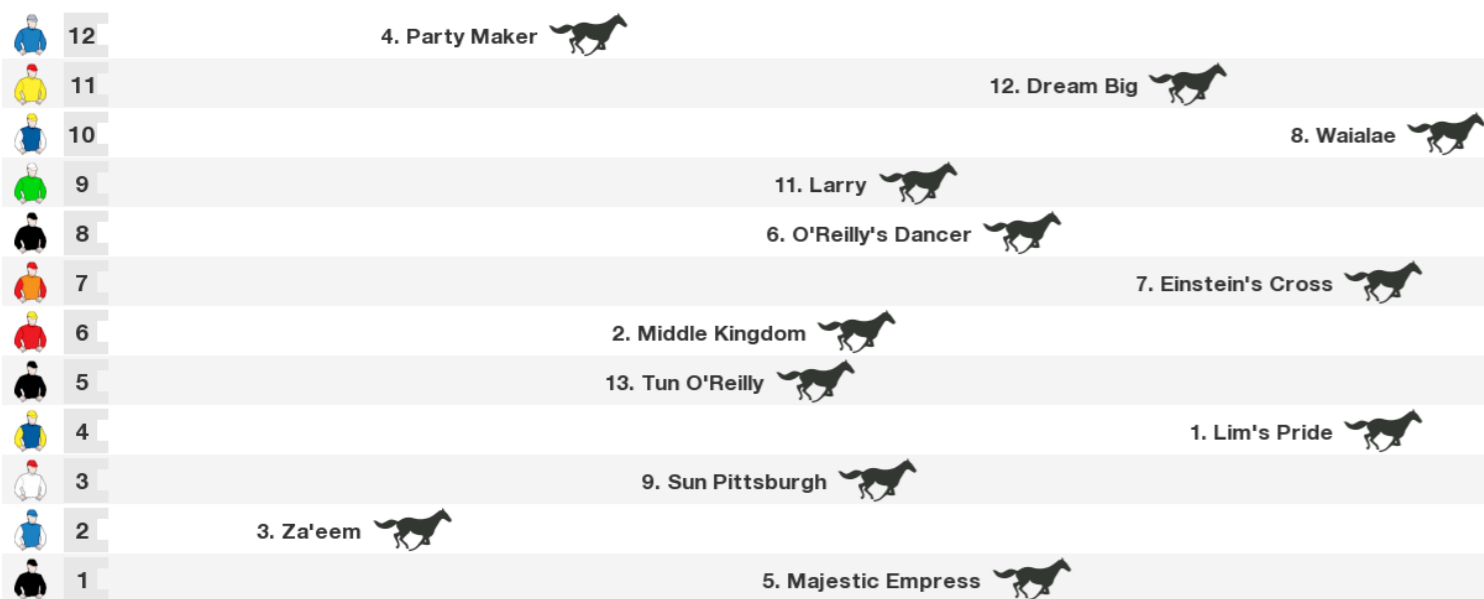 12 4. Party Maker
11 12. Dream Big
10 8. Waialae
9 11. Larry
8 6. O'Reilly's Dancer
7 7. Einstein's Cross
6 2. Middle Kingdom
5 13. Tun O'Reilly
4 1. Lim's Pride
3 9. Sun Pittsburgh
2 3. Za'eem
1 5. Majestic Empress